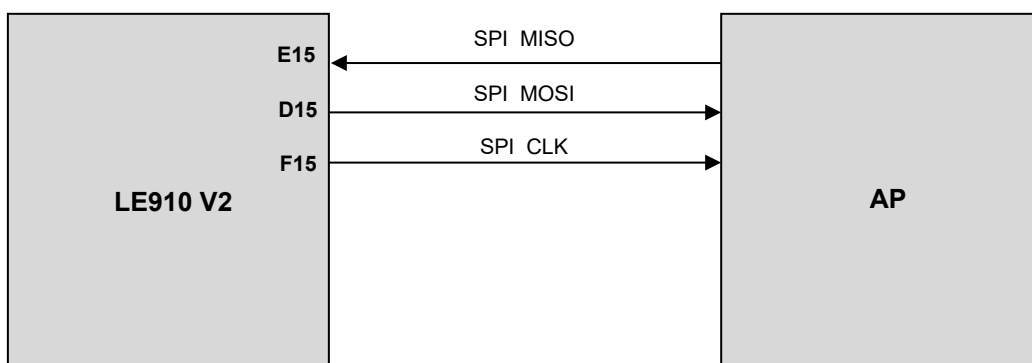 SPI MISO
E15
SPI MOSI
D15
SPI CLK
F15
LE910 V2
AP